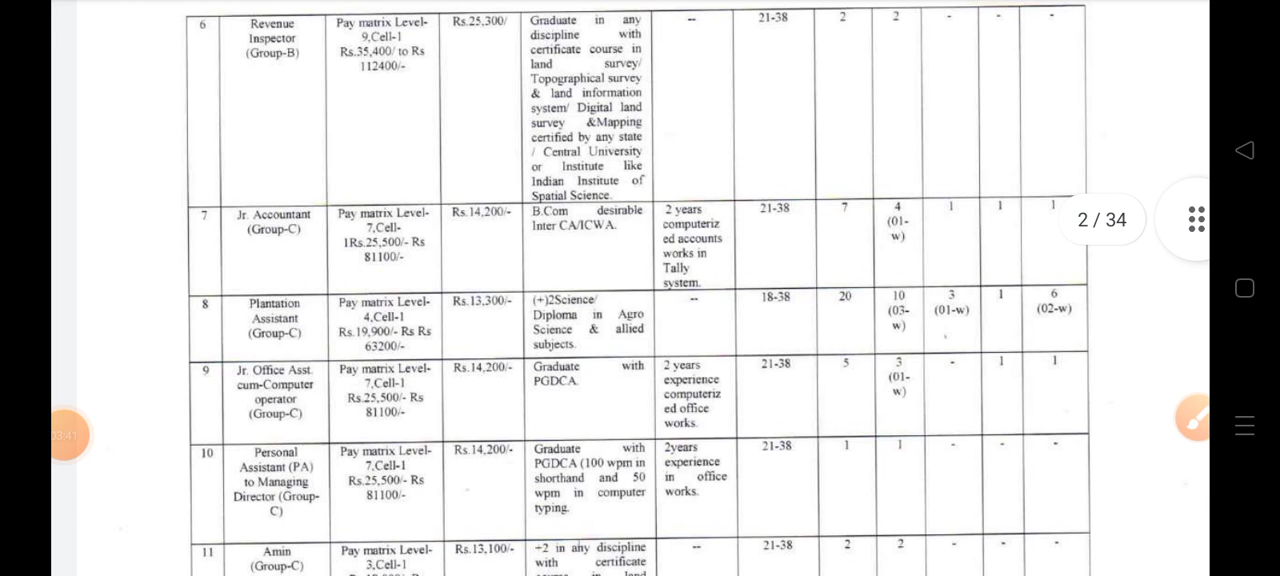 6
Revenue
Inspector
(Group-B)
Pay matrix Level-
9,Cell-1
Rs.35,400/ to Rs
112400/-
Rs.25,300/
Graduate in any
discipline with
certificate course in
land survey/
Topographical survey
& land information
system/ Digital land
survey &Mapping
certified by any state
/ Central University
or Institute like
Indian Institute of
Spatial Science.
--
21-38
2
2
-
-
-
7
Jr. Accountant
(Group-C)
Pay matrix Level-
7,Cell-
1Rs.25,500/- Rs
81100/-
Rs.14,200/-
B.Com desirable
Inter CA/ICWA.
2 years
computeriz
ed accounts
works in
Tally
system.
21-38
7
4
(01-
w)
1
1
1
2 / 34
8
Plantation
Assistant
(Group-C)
Pay matrix Level-
4,Cell-1
Rs.19,900/- Rs Rs
63200/-
Rs.13,300/-
(+)2Science/
Diploma in Agro
Science & allied
subjects.
--
18-38
20
10
(03-
w)
3
(01-w)
1
6
(02-w)
9
Jr. Office Asst.
cum-Computer
operator
(Group-C)
Pay matrix Level-
7,Cell-1
Rs.25,500/- Rs
81100/-
Rs.14,200/-
Graduate with
PGDCA.
2 years
experience
computeriz
ed office
works.
21-38
5
3
(01-
w)
-
1
1
03:41
10
Personal
Assistant (PA)
to Managing
Director (Group-
C)
Pay matrix Level-
7,Cell-1
Rs.25,500/- Rs
81100/-
Rs.14,200/-
Graduate with
PGDCA (100 wpm in
shorthand and 50
wpm in computer
typing.
2years
experience
in office
works.
21-38
1
1
-
-
-
11
Amin
(Group-C)
Pay matrix Level-
3,Cell-1
Rs.13,100/-
+2 in any discipline
with certificate
course in land
--
21-38
2
2
-
-
-